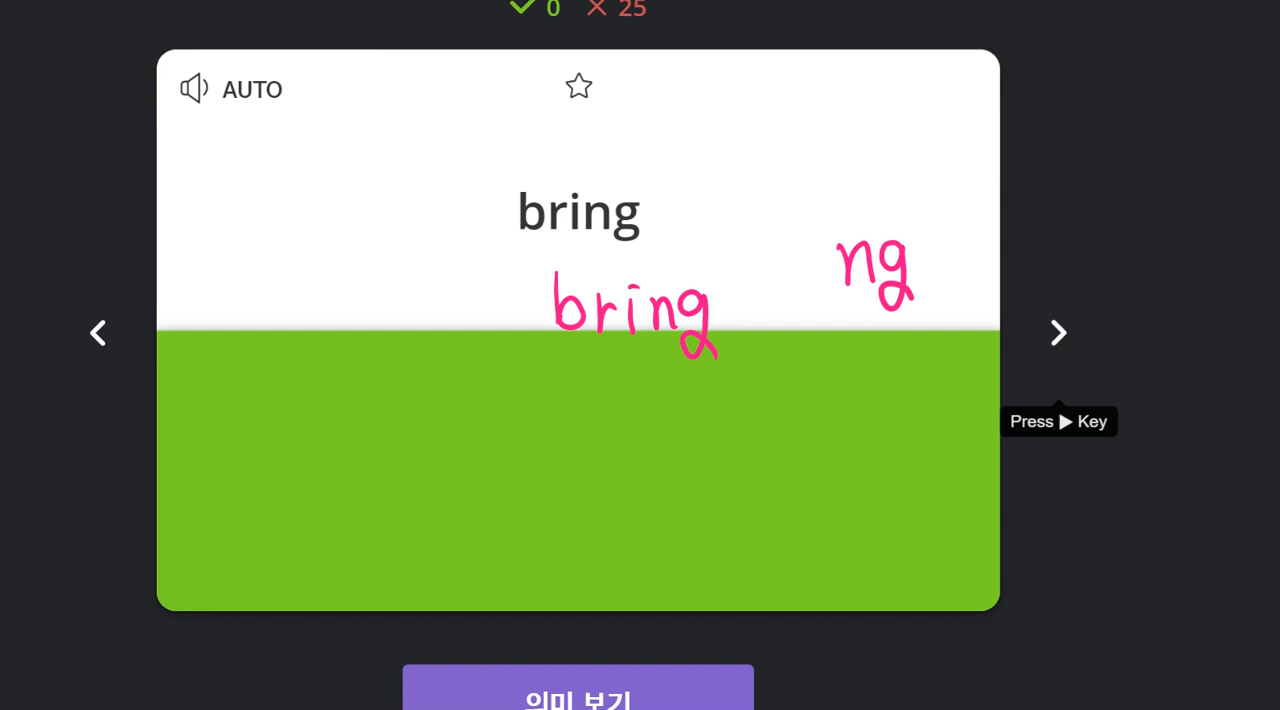 0 25
AUTO
bring
ng
bring
Press ▶ Key
의미 보기